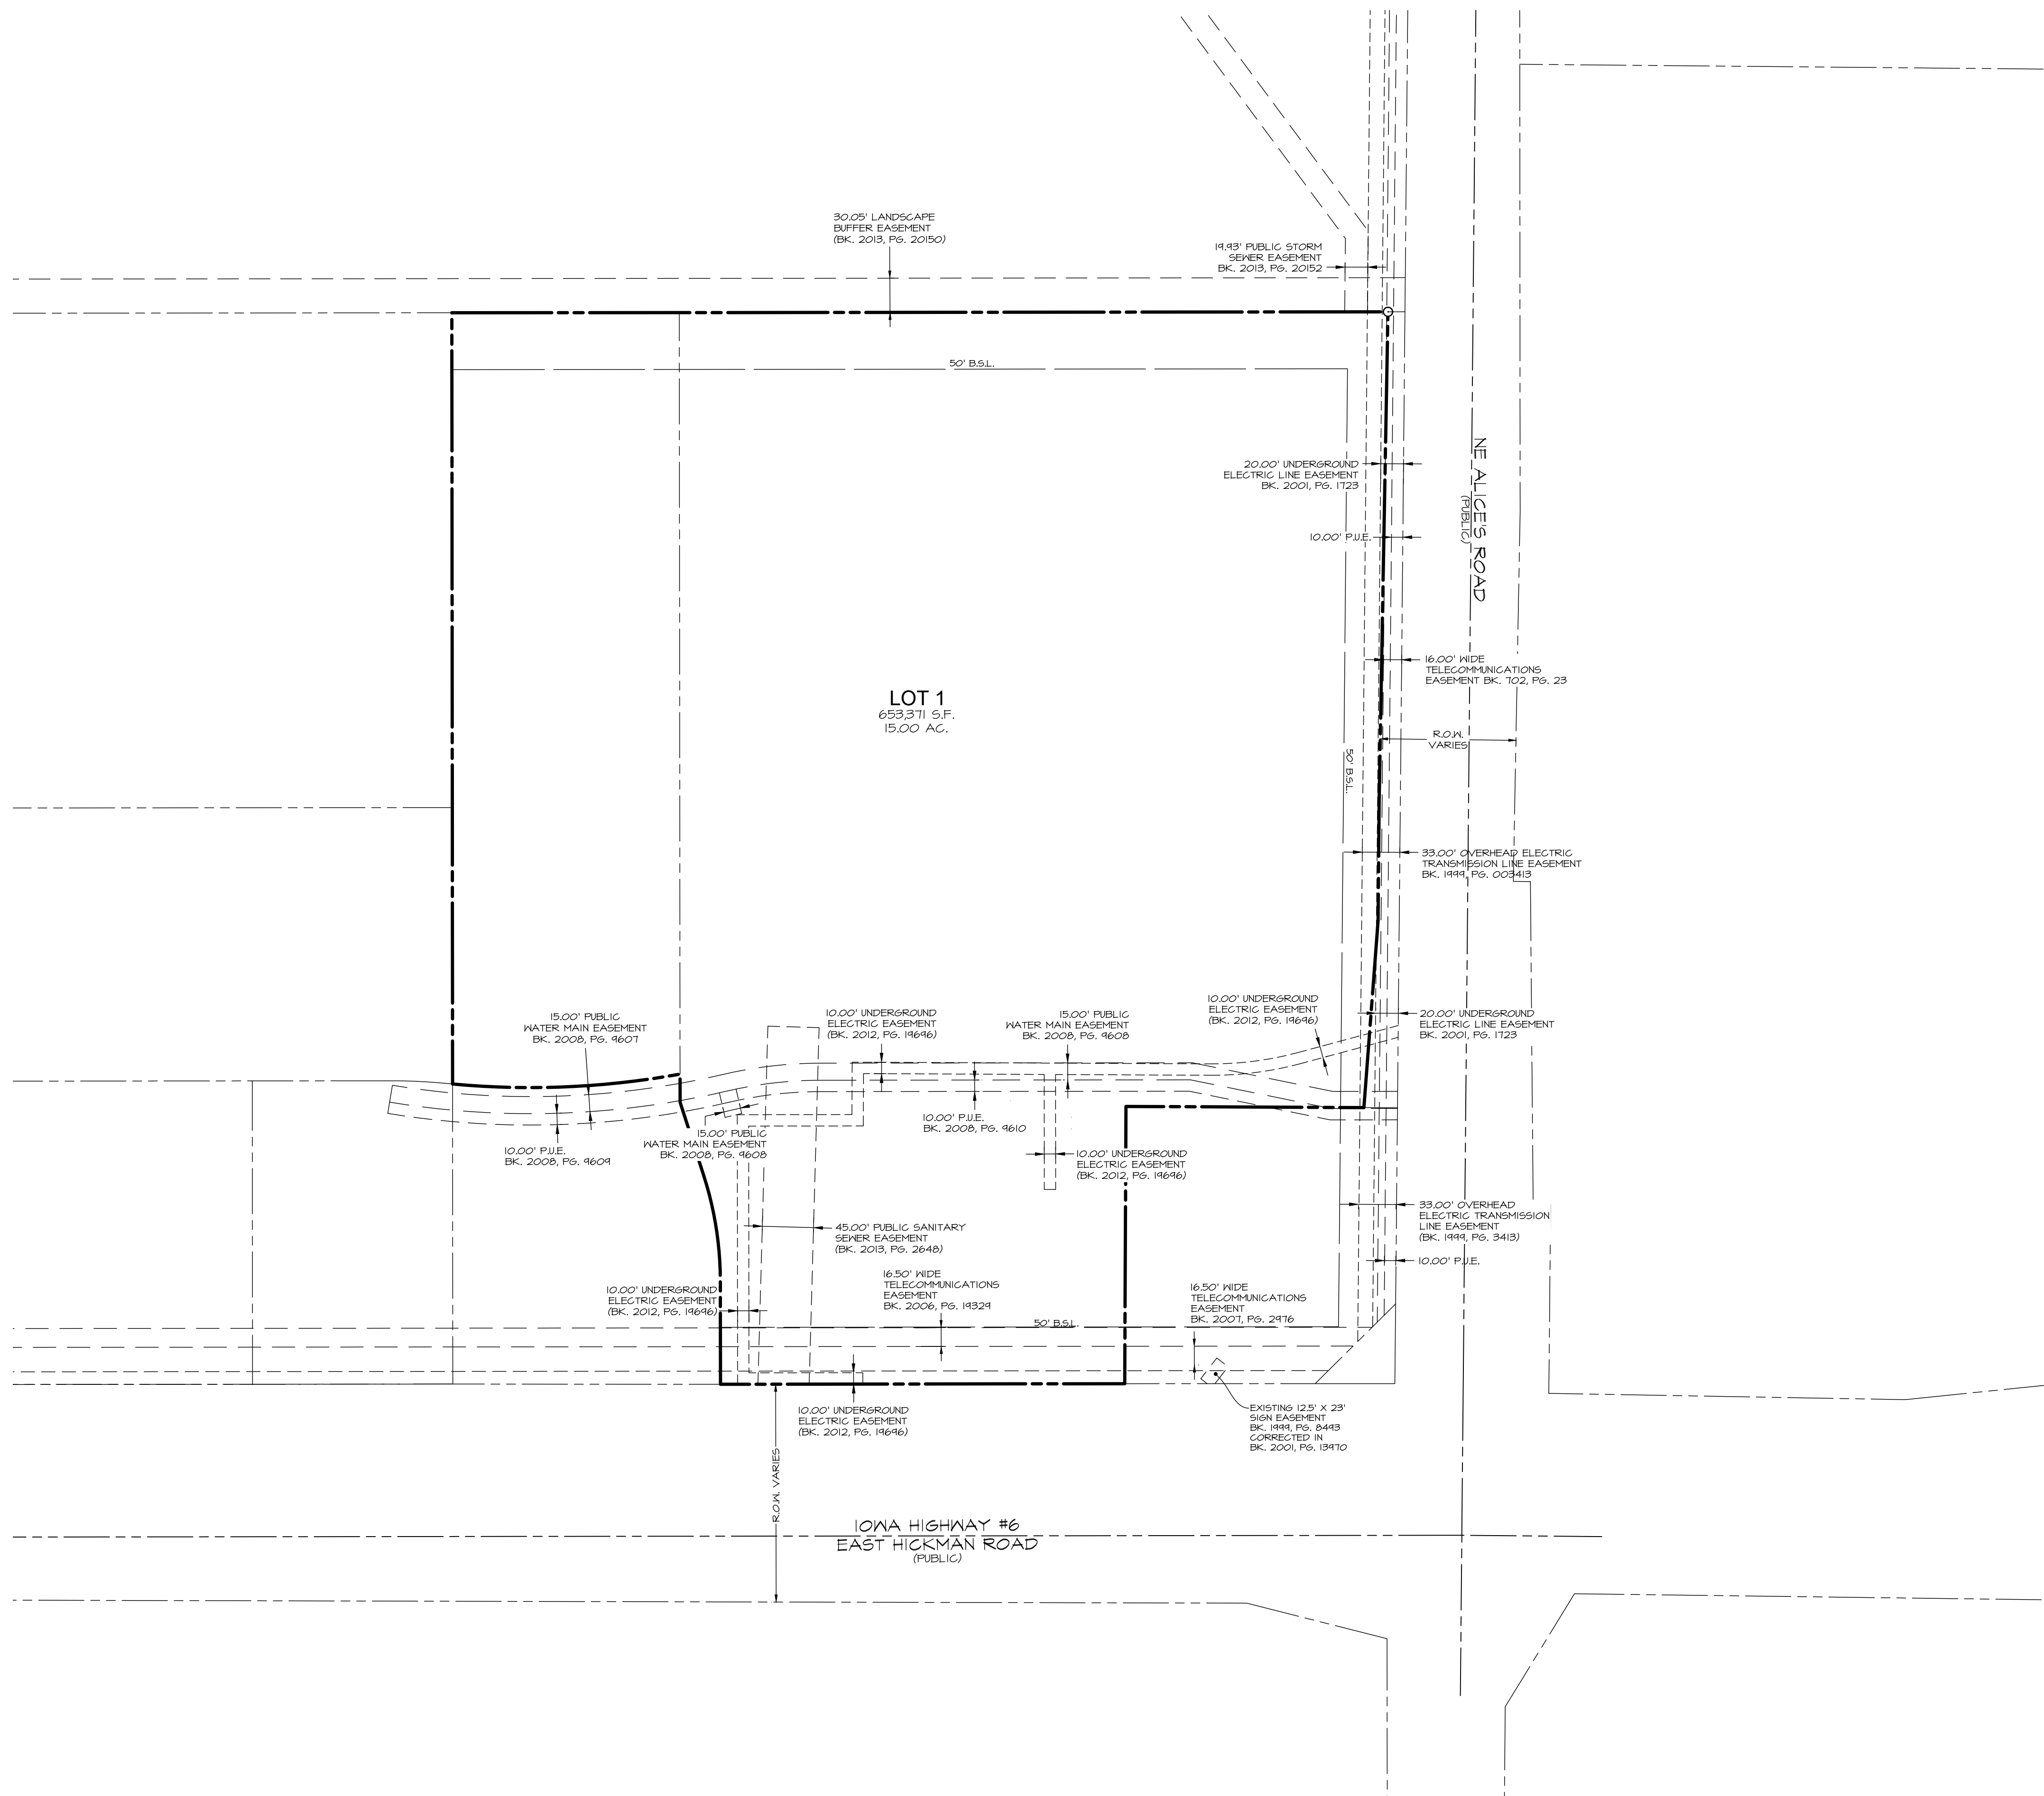 30.05' LANDSCAPE
BUFFER EASEMENT
(BK. 2013, PG. 20150)
19.93' PUBLIC STORM
SEWER EASEMENT
BK. 2013, PG. 20152
50' B.S.L.
20.00' UNDERGROUND
ELECTRIC LINE EASEMENT
BK. 2001, PG. 1723
10.00' P.U.E.
NE ALICE'S ROAD
(PUBLIC)
16.00' WIDE
TELECOMMUNICATIONS
EASEMENT BK. 702, PG. 23
LOT 1
653,371 S.F.
15.00 AC.
R.O.W.
VARIES
50' B.S.L.
33.00' OVERHEAD ELECTRIC
TRANSMISSION LINE EASEMENT
BK. 1999, PG. 003413
15.00' PUBLIC
WATER MAIN EASEMENT
BK. 2008, PG. 9607
10.00' UNDERGROUND
ELECTRIC EASEMENT
(BK. 2012, PG. 19696)
15.00' PUBLIC
WATER MAIN EASEMENT
BK. 2008, PG. 9608
10.00' UNDERGROUND
ELECTRIC EASEMENT
(BK. 2012, PG. 19696)
20.00' UNDERGROUND
ELECTRIC LINE EASEMENT
BK. 2001, PG. 1723
10.00' P.U.E.
BK. 2008, PG. 9609
15.00' PUBLIC
WATER MAIN EASEMENT
BK. 2008, PG. 9608
10.00' P.U.E.
BK. 2008, PG. 9610
10.00' UNDERGROUND
ELECTRIC EASEMENT
(BK. 2012, PG. 19696)
45.00' PUBLIC SANITARY
SEWER EASEMENT
(BK. 2013, PG. 2648)
33.00' OVERHEAD
ELECTRIC TRANSMISSION
LINE EASEMENT
(BK. 1999, PG. 3413)
10.00' P.U.E.
10.00' UNDERGROUND
ELECTRIC EASEMENT
(BK. 2012, PG. 19696)
16.50' WIDE
TELECOMMUNICATIONS
EASEMENT
BK. 2006, PG. 19329
16.50' WIDE
TELECOMMUNICATIONS
EASEMENT
BK. 2007, PG. 2976
50' B.S.L.
10.00' UNDERGROUND
ELECTRIC EASEMENT
(BK. 2012, PG. 19696)
EXISTING 12.5' X 23'
SIGN EASEMENT
BK. 1999, PG. 8493
CORRECTED IN
BK. 2001, PG. 13970
R.O.W. VARIES
IOWA HIGHWAY #6
EAST HICKMAN ROAD
(PUBLIC)